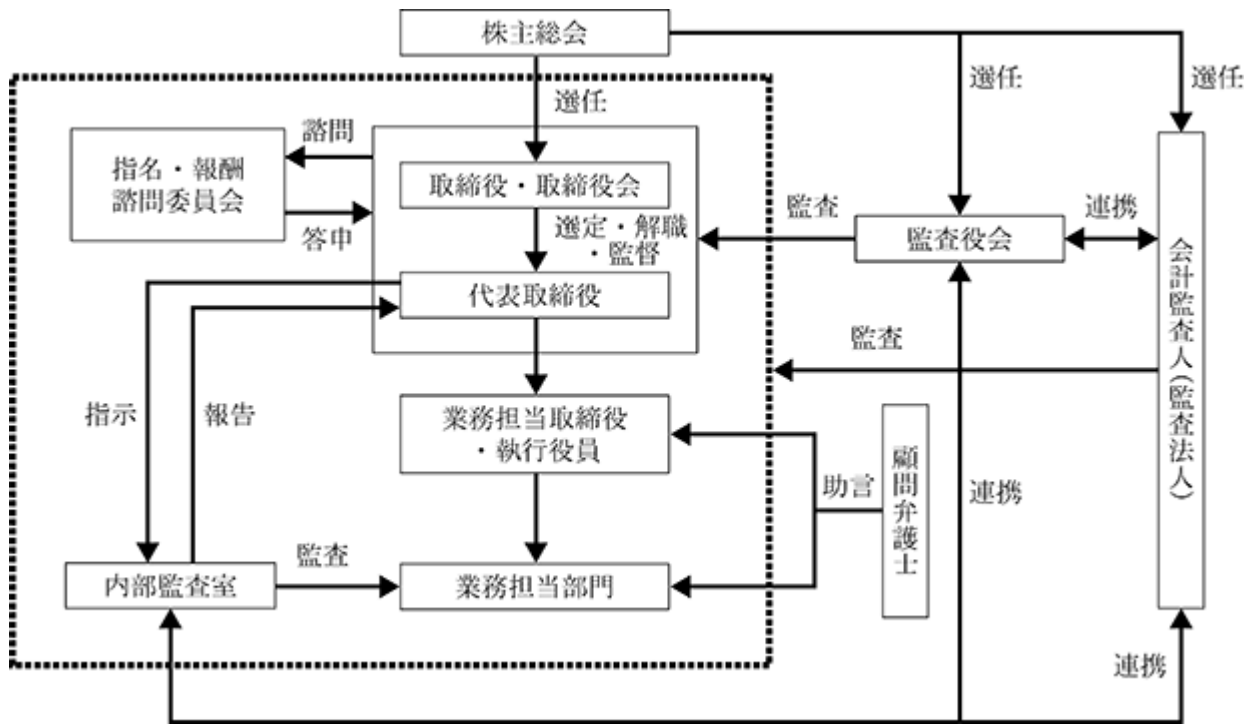 株主総会
選任
選任
選任
諮問
指名・報酬
諮問委員会
答申
取締役・取締役会
選定・解職
・監督
代表取締役
監査
監査役会
連携
会計監査人(監査法人)
監査
指示
報告
業務担当取締役
・執行役員
助言
顧問弁護士
連携
内部監査室
監査
業務担当部門
連携